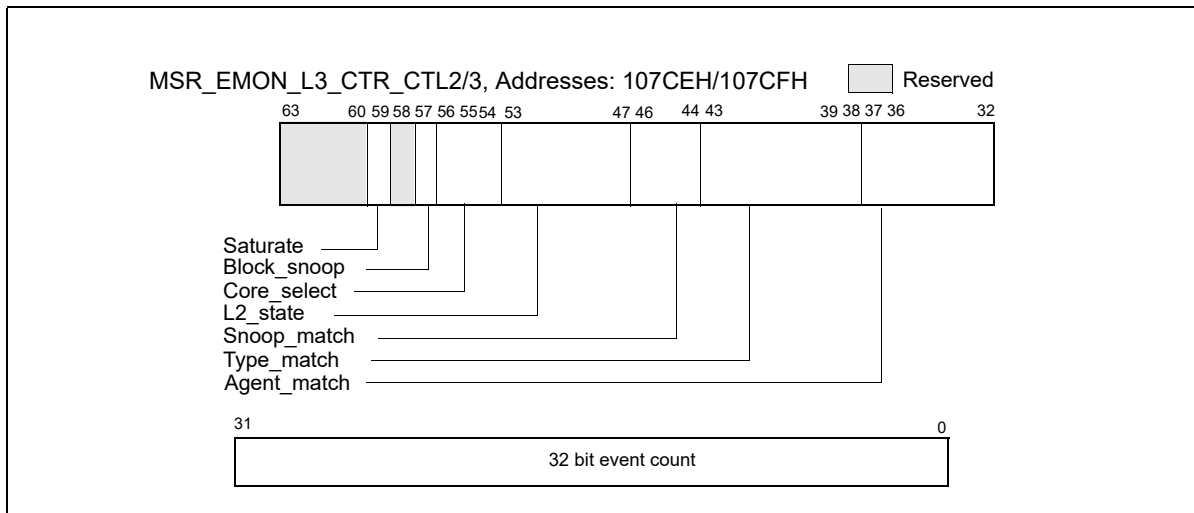 MSR_EMON_L3_CTR_CTL2/3, Addresses: 107CEH/107CFH Reserved
63 60 59 58 57 56 55 54 53 47 46 44 43 39 38 37 36 32
Saturate
Block_snoop
Core_select
L2_state
Snoop_match
Type_match
Agent_match
31 0
32 bit event count